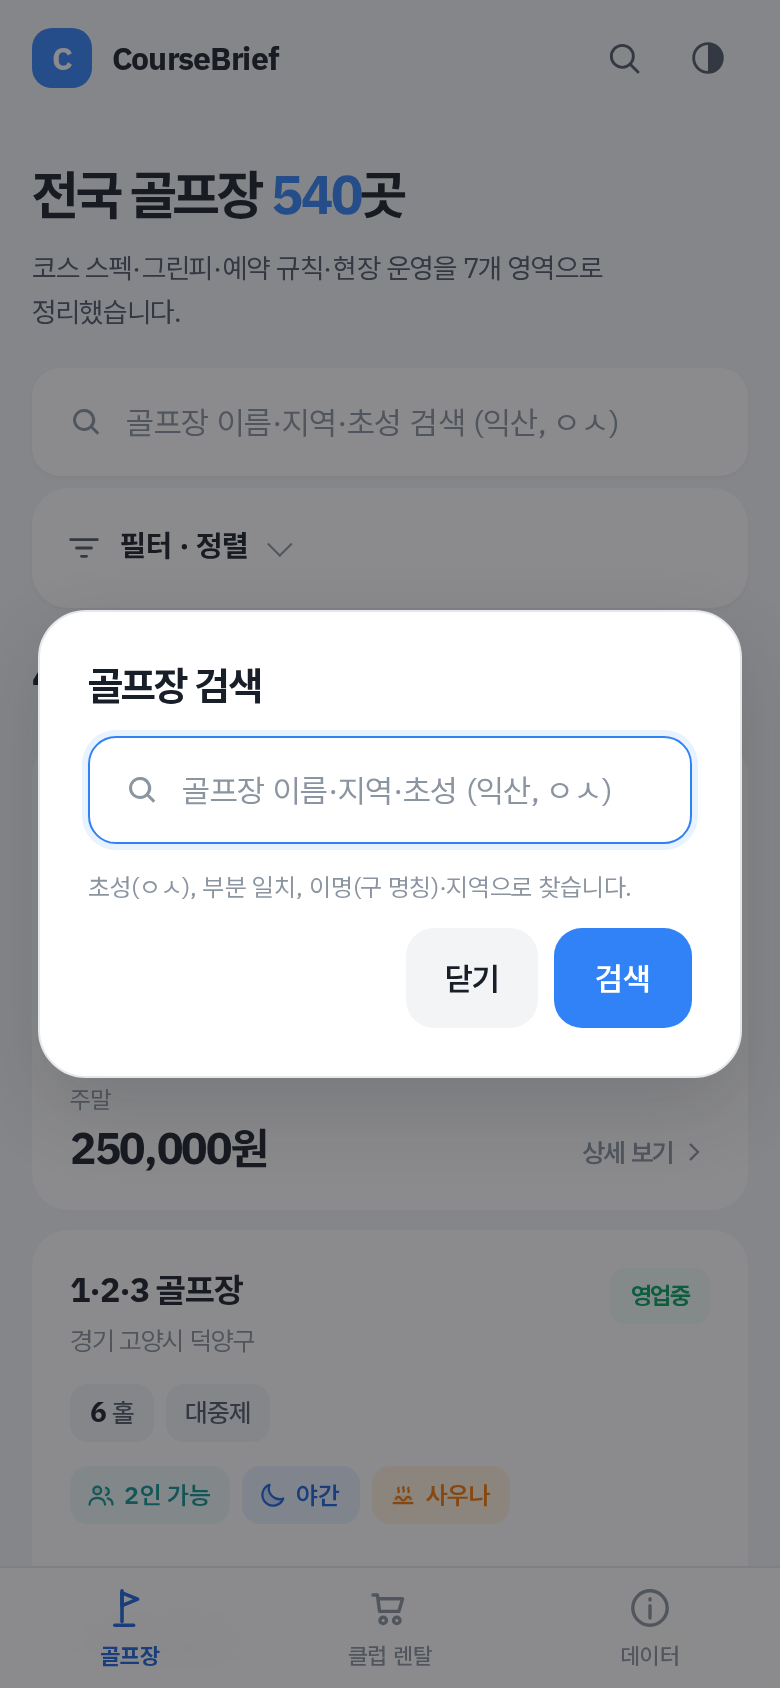 C CourseBrief
전국 골프장 540곳
코스 스펙·그린피·예약 규칙·현장 운영을 7개 영역으로
정리했습니다.
골프장 이름·지역·초성 검색 (익산, ㅇㅅ)
필터 · 정렬
골프장 검색
골프장 이름·지역·초성 (익산, ㅇㅅ)
초성(ㅇㅅ), 부분 일치, 이명(구 명칭)·지역으로 찾습니다.
닫기 검색
주말
250,000원 상세 보기
1·2·3 골프장 영업중
경기 고양시 덕양구
6 홀 대중제
2인 가능 야간 사우나
골프장 클럽 렌탈 데이터